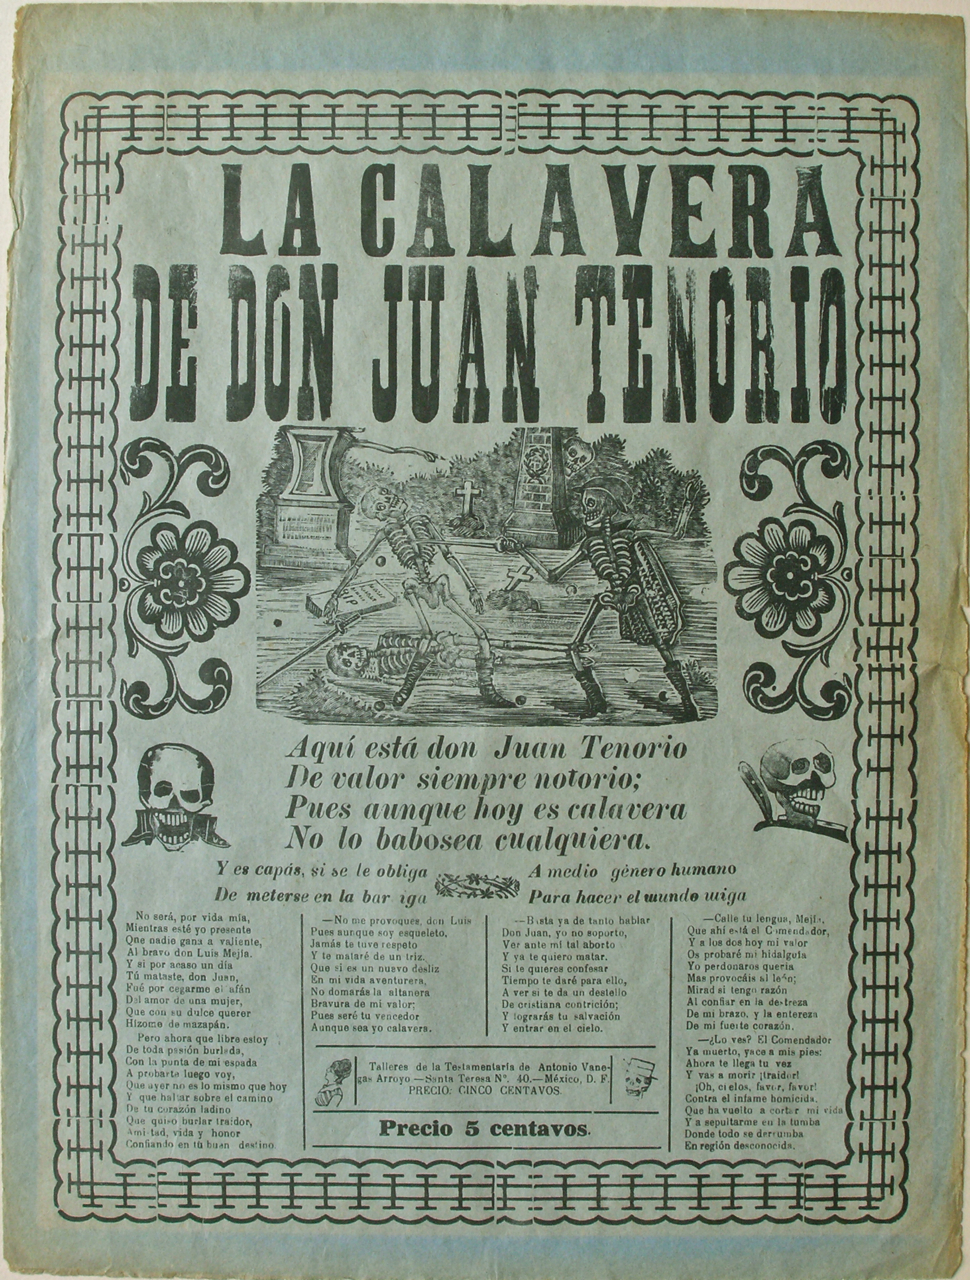 LA CALAVERA
DE DON JUAN TENORIO
Aquí está don Juan Tenorio
De valor siempre notorio;
Pues aunque hoy es calavera
No lo babosea cualquiera.
Y es capás, si se le obliga
De meterse en la bar iga
A medio género humano
Para hacer el mundo miga
No será, por vida mía,
Mientras esté yo presente
Que nadie gana a valiente,
Al bravo don Luis Mejía.
Y si por acaso un día
Tú mataste, don Juan,
Fué por cegarme el afán
Del amor de una mujer,
Que con su dulce querer
Hízome de mazapán.
Pero ahora que libre estoy
De toda pasión burlada,
Con la punta de mi espada
A probarte luego voy,
Que ayer no es lo mismo que hoy
Y que hablar sobre el camino
De tu corazón ladino
Que quiso burlar traidor,
Amistad, vida y honor
Confiando en tu buen destino
—No me provoques, don Luis
Pues aunque soy esqueleto,
Jamás te tuve respeto
Y te mataré de un triz.
Que si es un nuevo desliz
En mi vida aventurera,
No domarás la altanera
Bravura de mi valor;
Pues seré tu vencedor
Aunque sea yo calavera.
—Basta ya de tanto hablar
Don Juan, yo no soporto,
Ver ante mí tal aborto
Y ya te quiero matar.
Si te quieres confesar
Tiempo te daré para ello,
A ver si te da un destello
De cristiana contrición;
Y lograrás tu salvación
Y entrar en el cielo.
—Calle tu lengua, Mejía,
Que ahí está el Comendador,
Y a los dos hoy mi valor
Os probaré mi hidalguía
Yo perdonaros quería
Mas provocáis al león;
Mirad si tengo razón
Al confiar en la destreza
De mi brazo, y la entereza
De mi fuerte corazón.
—¿Lo ves? El Comendador
Ya muerto, yace a mis pies:
Ahora te llega tu vez
Y vas a morir ¡traidor!
¡Oh, cielos, favor, favor!
Contra el infame homicida.
Que ha vuelto a cortar mi vida
Y a sepultarme en la tumba
Donde todo se derrumba
En región desconocida.
Talleres de la Testamentaría de Antonio Vane-
gas Arroyo.—Santa Teresa Nº. 40.—México, D. F.
PRECIO: CINCO CENTAVOS.
Precio 5 centavos.